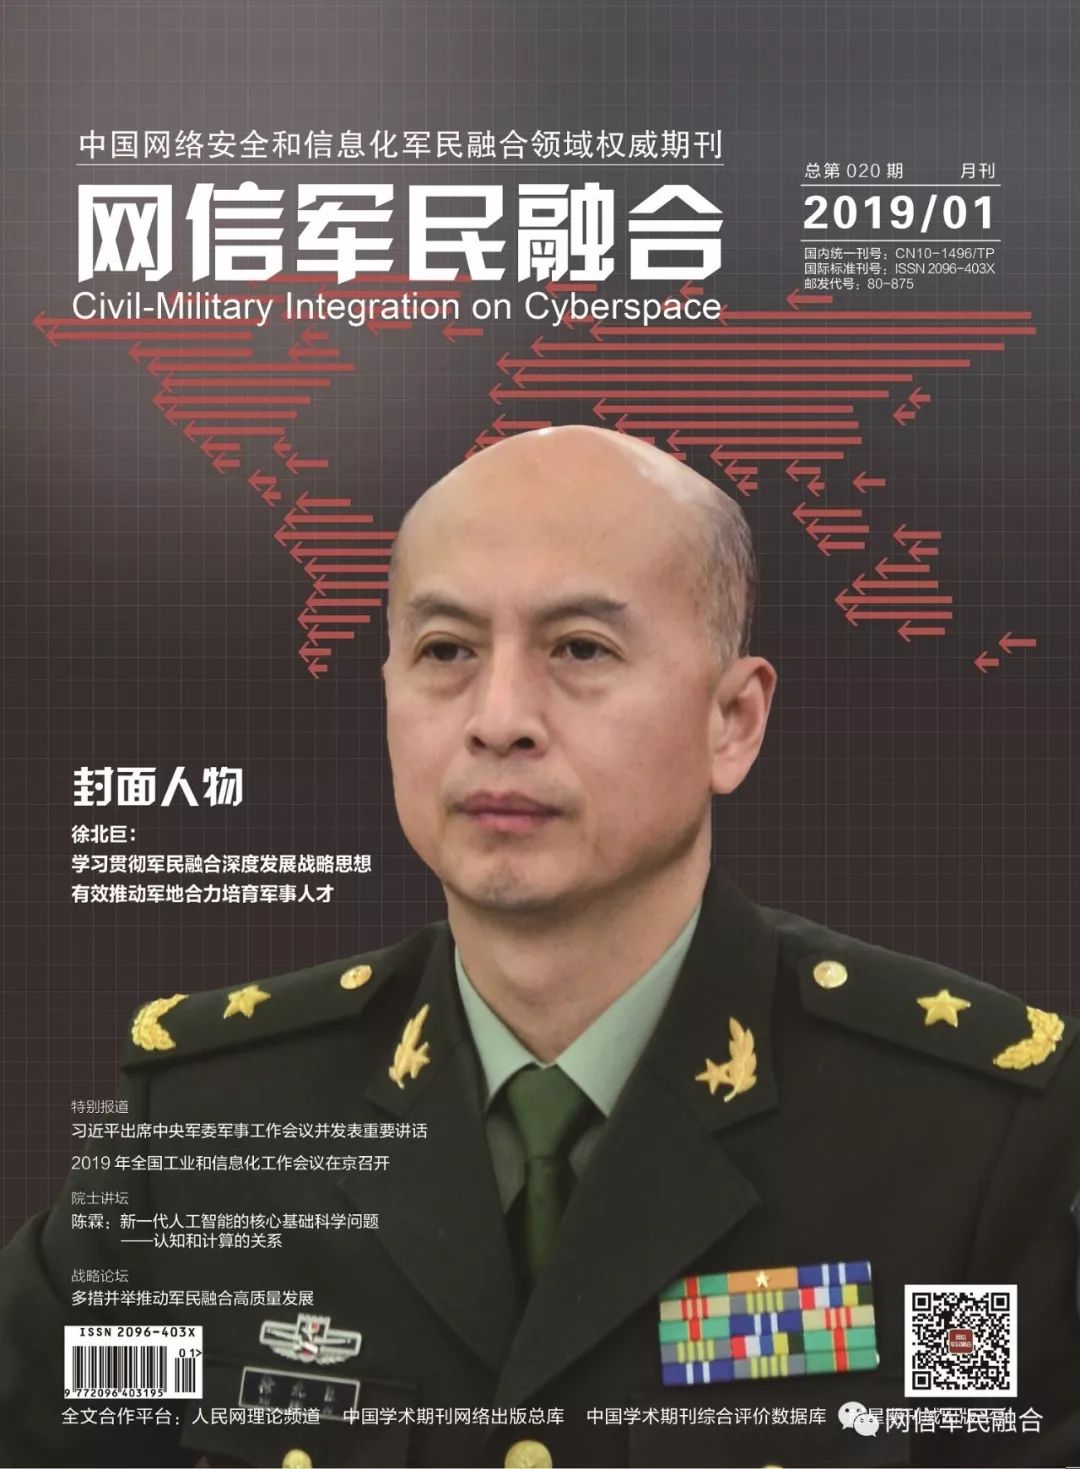 中国网络安全和信息化军民融合领域权威期刊
网信军民融合
Civil-Military Integration on Cyberspace
总第 020 期 月刊
2019/01
国内统一刊号：CN10-1496/TP
国际标准刊号：ISSN 2096-403X
邮发代号：80-875
封面人物
徐北巨：
学习贯彻军民融合深度发展战略思想
有效推动军地合力培育军事人才
特别报道
习近平出席中央军委军事工作会议并发表重要讲话
2019 年全国工业和信息化工作会议在京召开
院士讲坛
陈霖：新一代人工智能的核心基础科学问题
——认知和计算的关系
战略论坛
多措并举推动军民融合高质量发展
ISSN 2096-403X
01>
9 772096 403195
徐北巨
全文合作平台：人民网理论频道 中国学术期刊网络出版总库 中国学术期刊综合评价数据库
网信军民融合